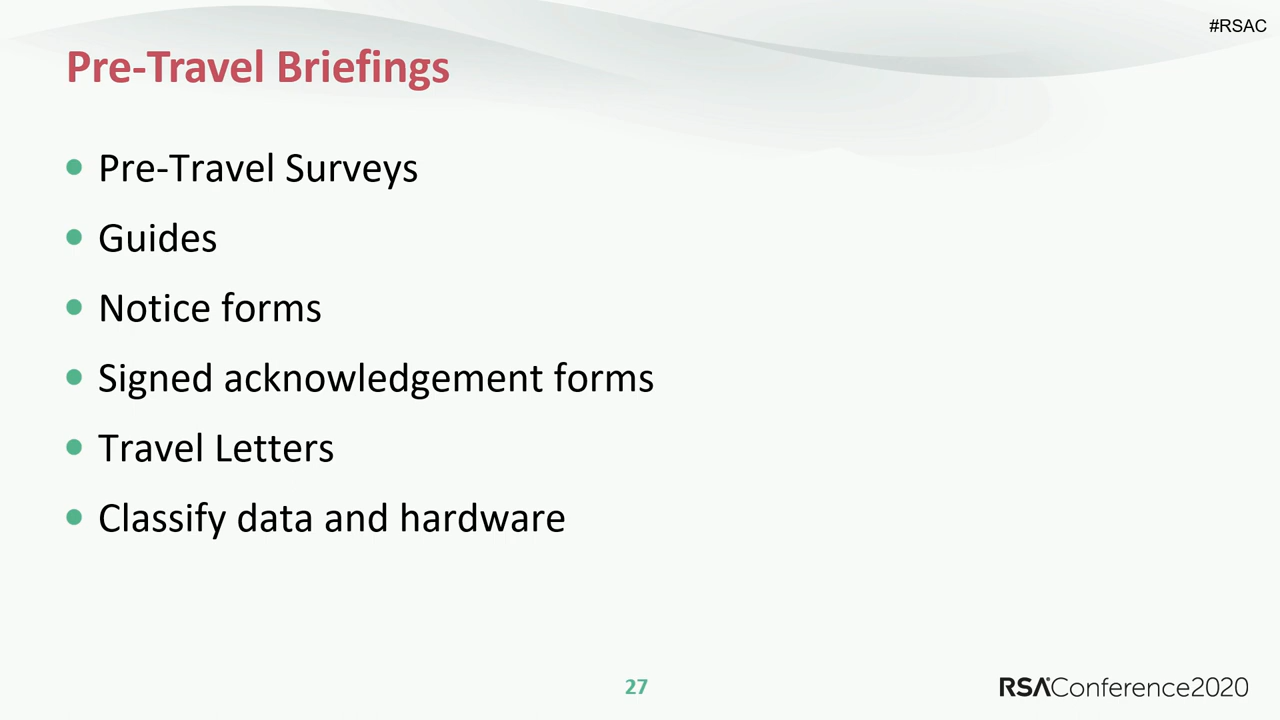 #RSAC
Pre-Travel Briefings
Pre-Travel Surveys
Guides
Notice forms
Signed acknowledgement forms
Travel Letters
Classify data and hardware
27
RSAConference2020